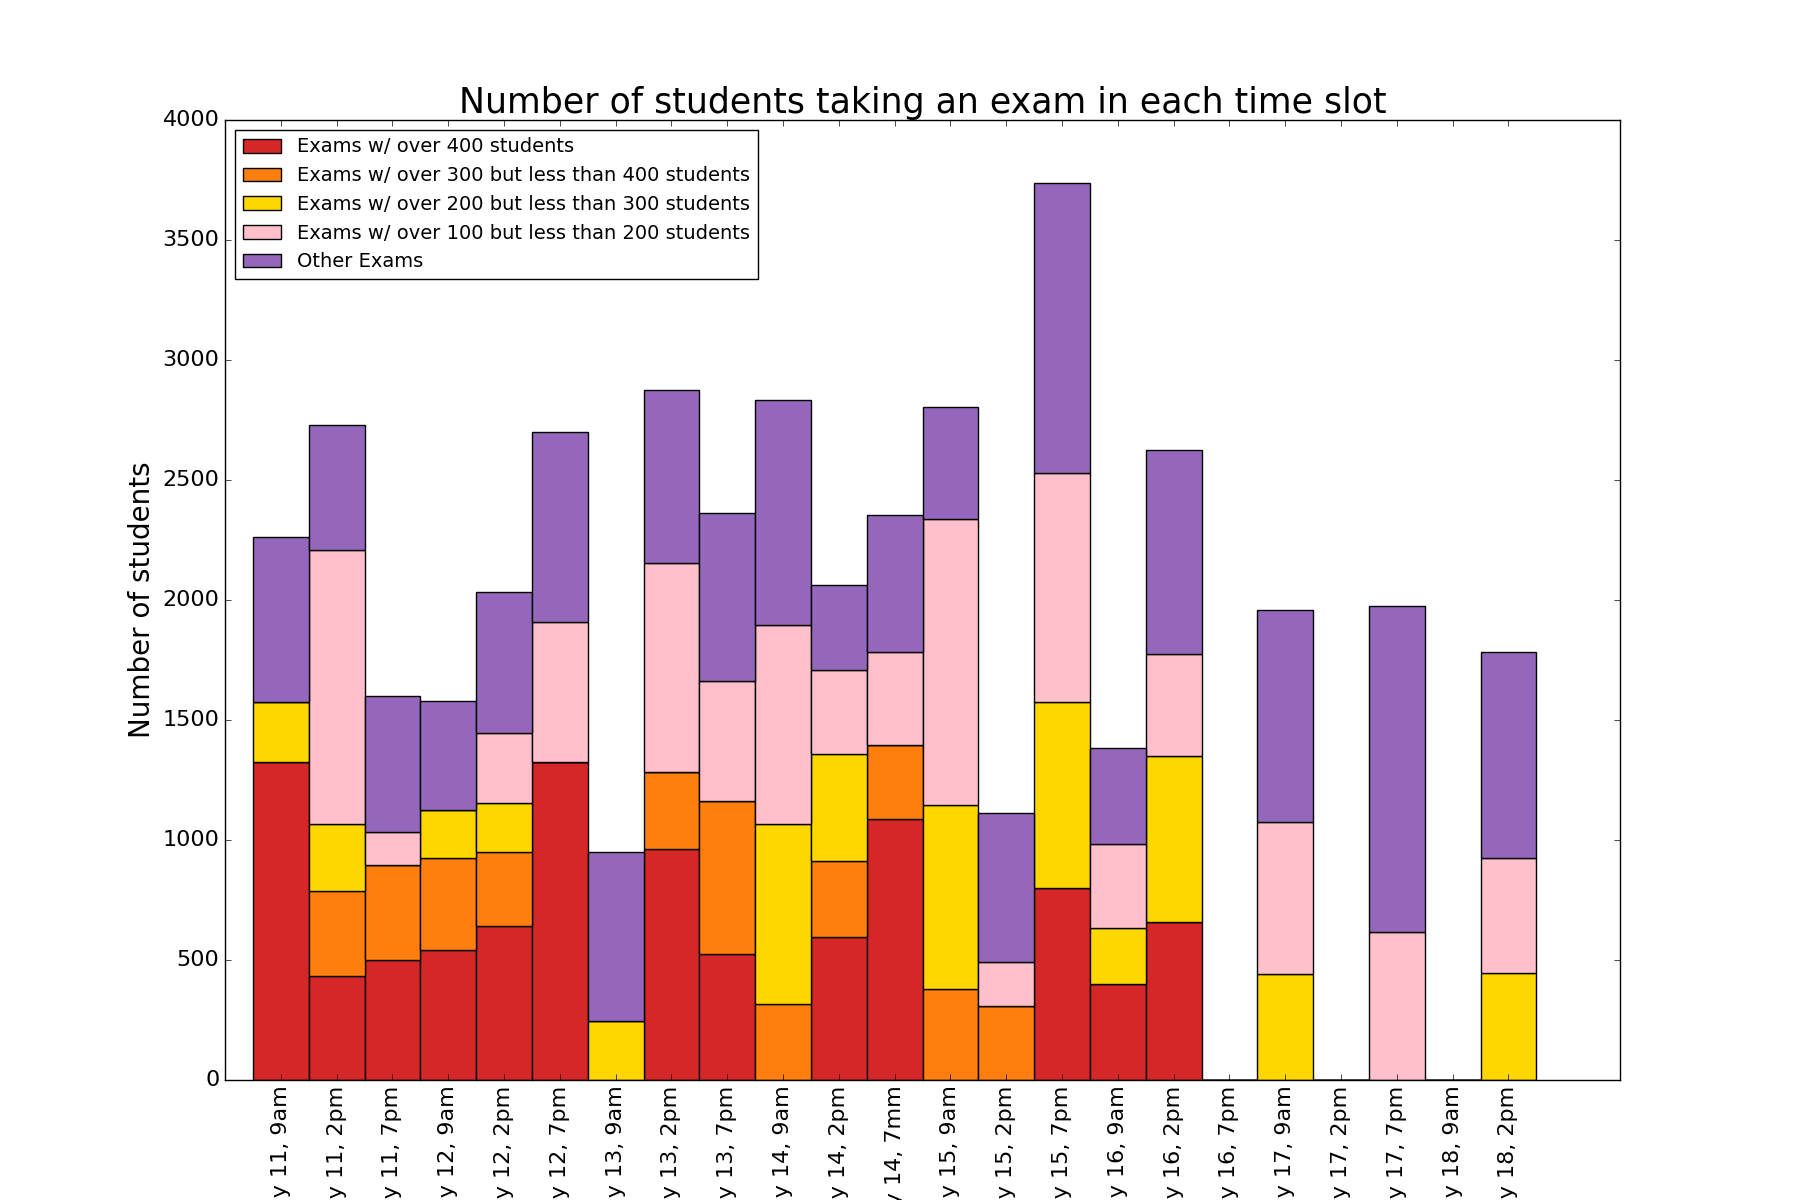 Number of students taking an exam in each time slot
Exams w/ over 400 students
Exams w/ over 300 but less than 400 students
Exams w/ over 200 but less than 300 students
Exams w/ over 100 but less than 200 students
Other Exams
Number of students
4000
3500
3000
2500
2000
1500
1000
500
0
y 11, 9am
y 11, 2pm
y 11, 7pm
y 12, 9am
y 12, 2pm
y 12, 7pm
y 13, 9am
y 13, 2pm
y 13, 7pm
y 14, 9am
y 14, 2pm
y 14, 7mm
y 15, 9am
y 15, 2pm
y 15, 7pm
y 16, 9am
y 16, 2pm
y 16, 7pm
y 17, 9am
y 17, 2pm
y 17, 7pm
y 18, 9am
y 18, 2pm